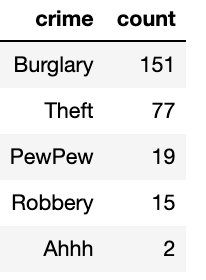 crime count
Burglary 151
Theft 77
PewPew 19
Robbery 15
Ahhh 2